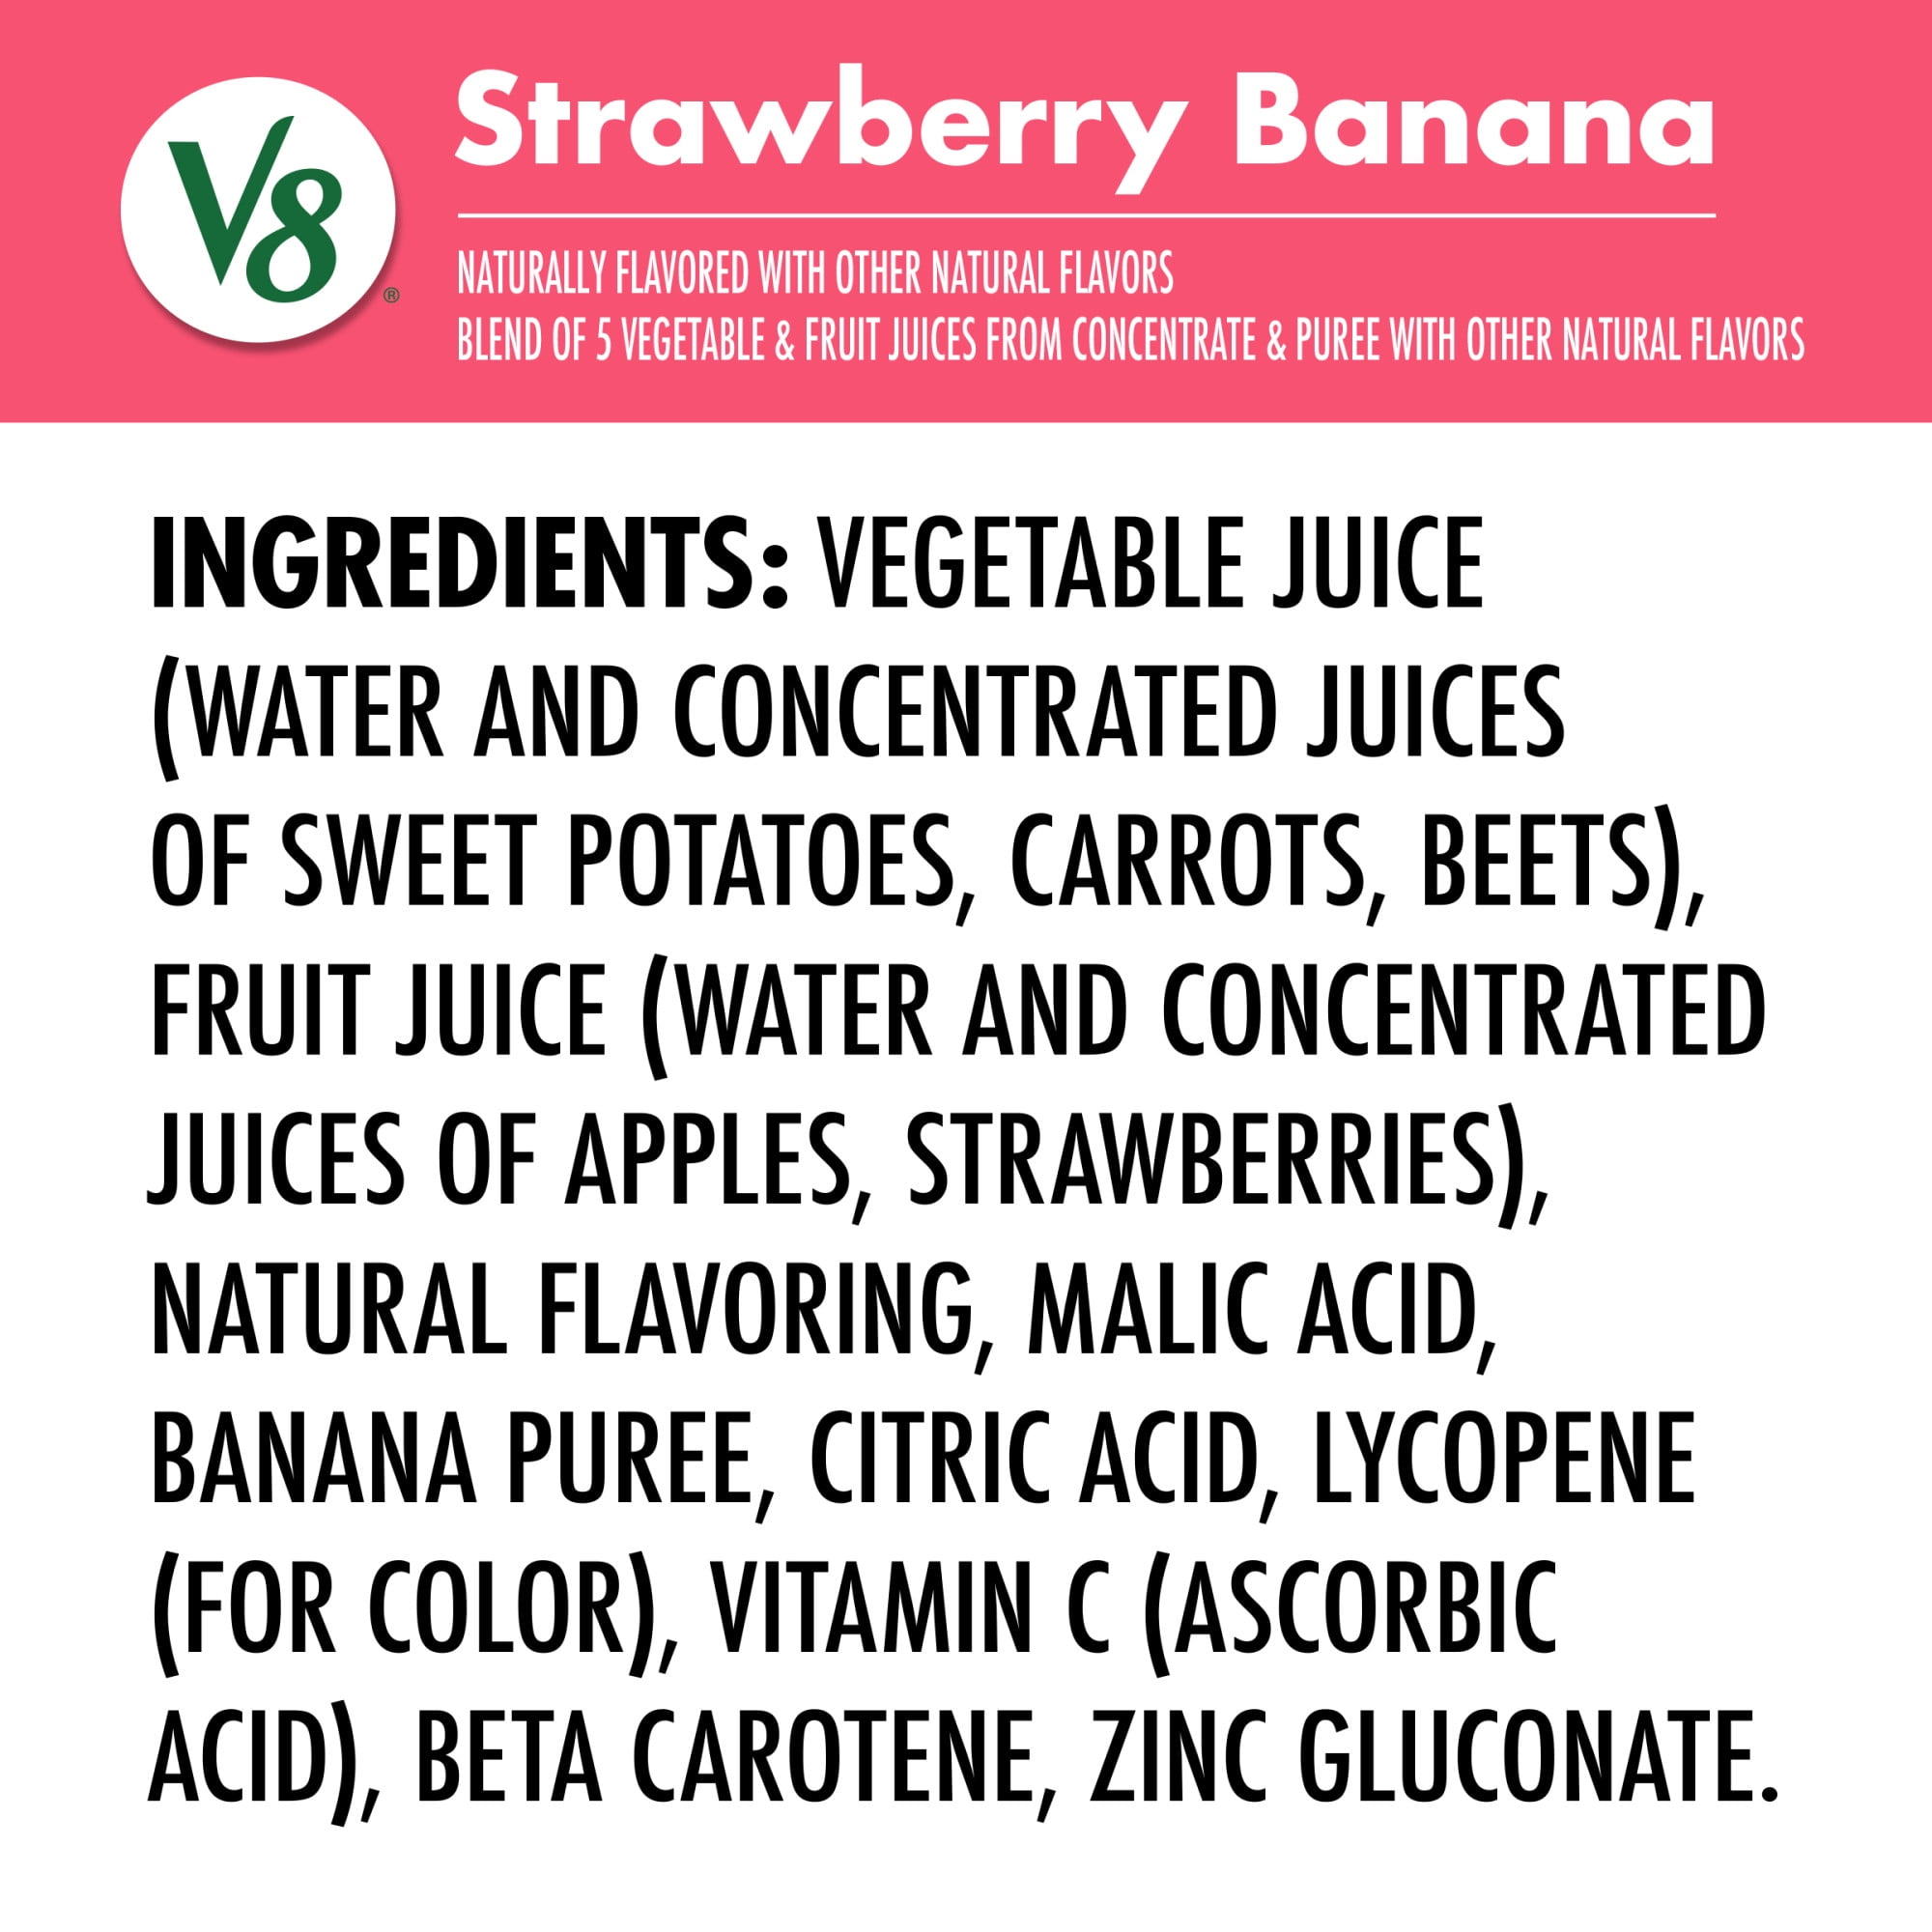 V8®
Strawberry Banana
NATURALLY FLAVORED WITH OTHER NATURAL FLAVORS
BLEND OF 5 VEGETABLE & FRUIT JUICES FROM CONCENTRATE & PUREE WITH OTHER NATURAL FLAVORS
INGREDIENTS: VEGETABLE JUICE
(WATER AND CONCENTRATED JUICES
OF SWEET POTATOES, CARROTS, BEETS),
FRUIT JUICE (WATER AND CONCENTRATED
JUICES OF APPLES, STRAWBERRIES),
NATURAL FLAVORING, MALIC ACID,
BANANA PUREE, CITRIC ACID, LYCOPENE
(FOR COLOR), VITAMIN C (ASCORBIC
ACID), BETA CAROTENE, ZINC GLUCONATE.